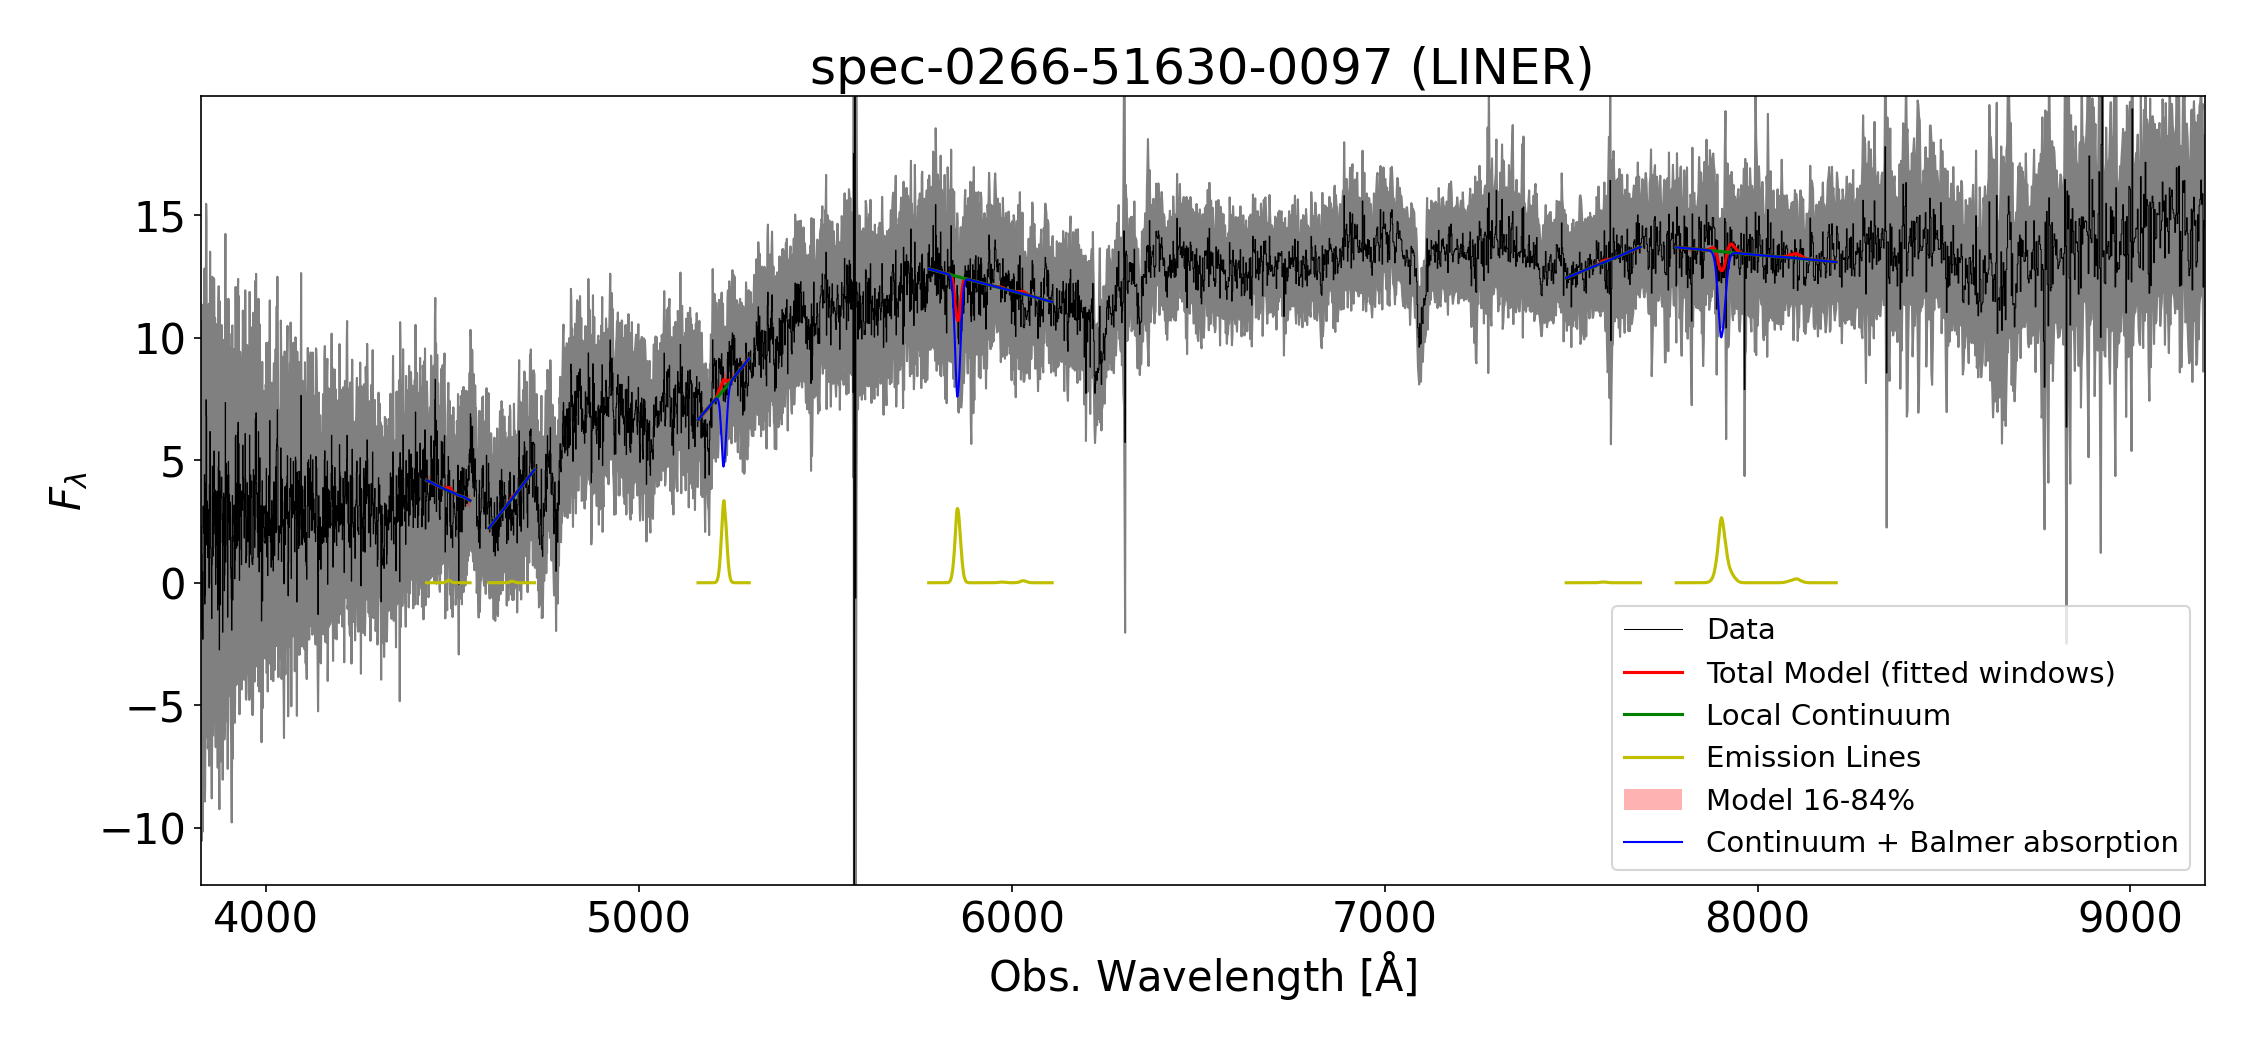 spec-0266-51630-0097 (LINER)
15
10
5
0
−5
−10
Fλ
4000 5000 6000 7000 8000 9000
Obs. Wavelength [Å]
Data
Total Model (fitted windows)
Local Continuum
Emission Lines
Model 16-84%
Continuum + Balmer absorption